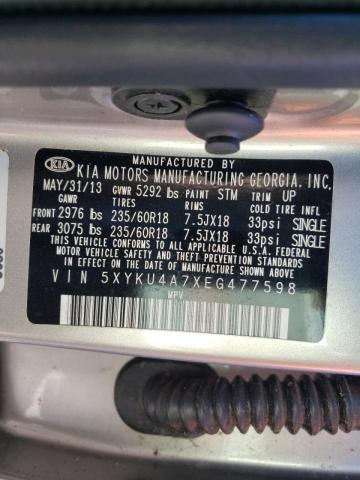 MANUFACTURED BY
KIA KIA MOTORS MANUFACTURING GEORGIA, INC.
MAY/31/13 GVWR 5292 lbs PAINT STM TRIM UP
GAWR TIRES RIMS COLD TIRE INFL
FRONT 2976 lbs 235/60R18 7.5JX18 33psi SINGLE
REAR 3075 lbs 235/60R18 7.5JX18 33psi SINGLE
THIS VEHICLE CONFORMS TO ALL APPLICABLE U.S.A. FEDERAL
MOTOR VEHICLE SAFETY, BUMPER, AND THEFT PREVENTION
STANDARDS IN EFFECT ON THE DATE OF MANUFACTURE SHOWN ABOVE.
VIN 5XYKU4A7XEG477598
MPV